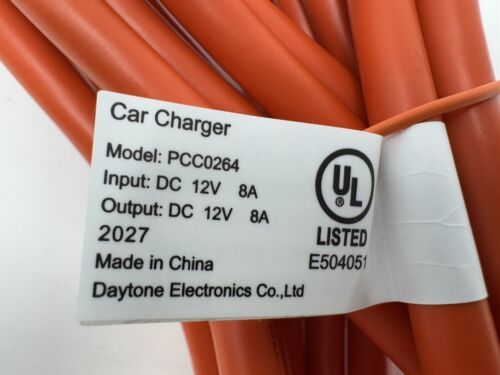 Car Charger
Model: PCC0264
Input: DC 12V 8A
Output: DC 12V 8A
2027
Made in China
Daytone Electronics Co.,Ltd
UL
®
LISTED
E504051